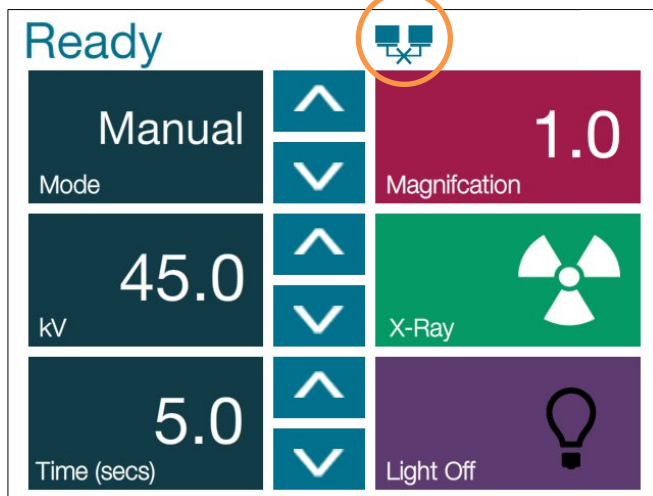 Ready
Manual
Mode
1.0
Magnifcation
45.0
kV
X-Ray
5.0
Time (secs)
Light Off